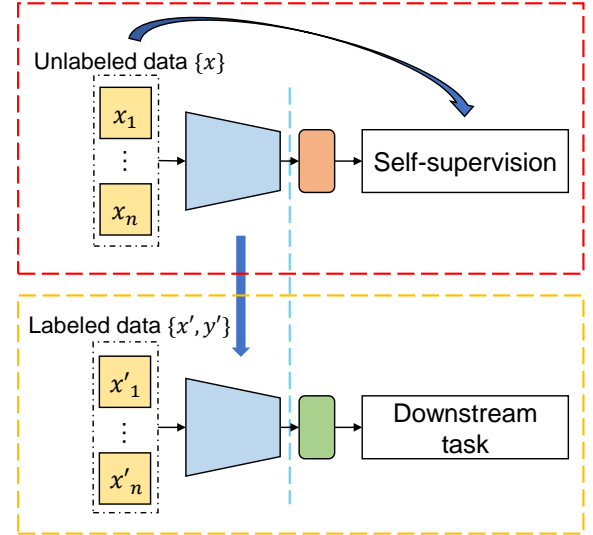 Unlabeled data {x}
x₁
⋮
xₙ
Self-supervision
Labeled data {x′, y′}
x′₁
⋮
x′ₙ
Downstream
task